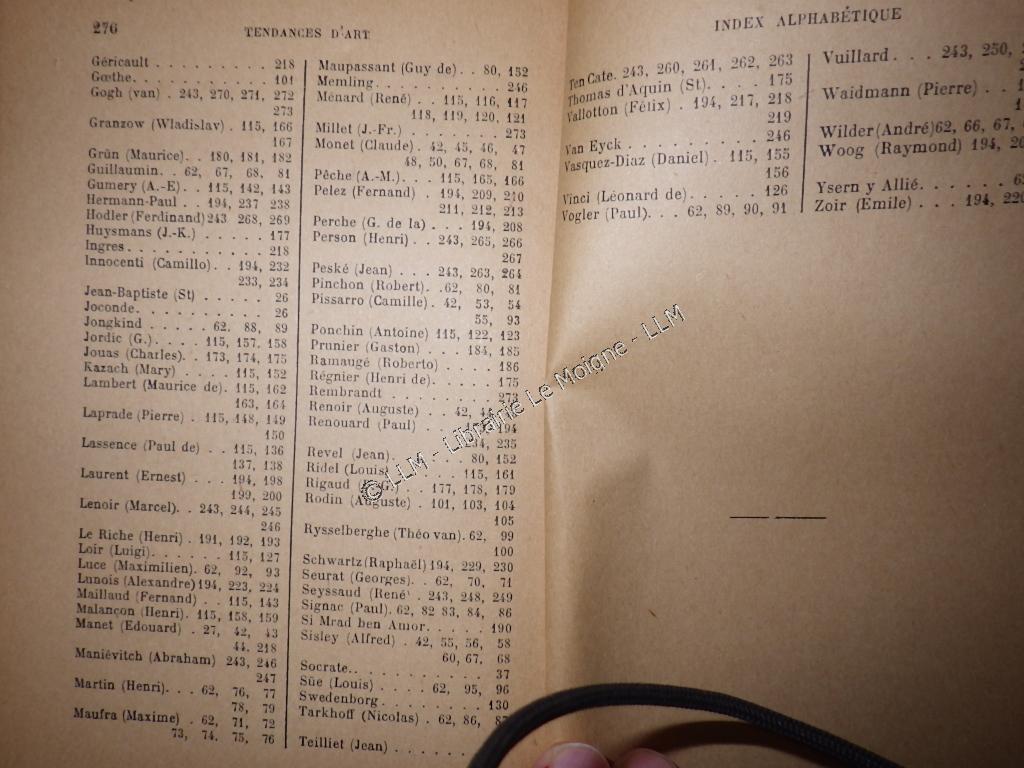 276
TENDANCES D'ART
Géricault . . . . . . . . . 218
Gœthe. . . . . . . . . . . 101
Gogh (van) . 243, 270, 271, 272
273
Granzow (Wladislav) . 115, 166
167
Grün (Maurice). . 180, 181, 182
Guillaumin. . 62, 67, 68, 81
Gumery (A.-E). . 115, 142, 143
Hermann-Paul . . 194, 237 238
Hodler (Ferdinand) 243 268, 269
Huysmans (J.-K.) . . . . . 177
Ingres. . . . . . . . . . . 218
Innocenti (Camillo). . 194, 232
233, 234
Jean-Baptiste (St) . . . . . 26
Joconde. . . . . . . . . . 26
Jongkind . . . . . 62. 88, 89
Jordic (G.). . . . 115, 157, 158
Jouas (Charles). . 173, 174, 175
Kazach (Mary) . . . . 115, 152
Lambert (Maurice de). 115, 162
163, 164
Laprade (Pierre) . 115, 148, 149
150
Lassence (Paul de) . . 115, 136
137, 138
Laurent (Ernest) . . . 194, 198
199, 200
Lenoir (Marcel). . 243, 244, 245
246
Le Riche (Henri) . 191, 192, 193
Loir (Luigi). . . . . . 115, 127
Luce (Maximilien). 62, 92, 93
Lunois (Alexandre) 194, 223, 224
Maillaud (Fernand) . . 115, 143
Malançon (Henri). 115, 158, 159
Manet (Edouard) . 27, 42, 43
44. 218
Maniévitch (Abraham) 243, 246
247
Martin (Henri). . . 62, 76, 77
78, 79
Maufra (Maxime) . 62, 71, 72
73, 74. 75, 76
Maupassant (Guy de). . 80, 152
Memling. . . . . . . . . . 246
Ménard (René) . . 115, 116, 117
118, 119, 120, 121
Millet (J.-Fr.) . . . . . . . 273
Monet (Claude) . 42, 45, 46, 47
48, 50, 67, 68, 81
Pêche (A.-M.) . . . 115, 165, 166
Pelez (Fernand) . 194, 209, 210
211, 212, 213
Perche (G. de la) . . . 194, 208
Person (Henri) . . 243, 265, 266
267
Peské (Jean) . . . 243, 263, 264
Pinchon (Robert). . 62, 80, 81
Pissarro (Camille) . 42, 53, 54
55, 93
Ponchin (Antoine) 115, 122, 123
Prunier (Gaston) . . . 184, 185
Ramaugé (Roberto) . . . . 186
Régnier (Henri de). . . . . 175
Rembrandt . . . . . . . . 273
Renoir (Auguste) . . 42, 44,
Renouard (Paul) . . 194
234, 235
Revel (Jean). . . . . . 80, 152
Ridel (Louis) . . . . . 115, 161
Rigaud . . 177, 178, 179
Rodin (Auguste) . 101, 103, 104
105
Rysselberghe (Théo van). 62, 99
100
Schwartz (Raphaël) 194, 229, 230
Seurat (Georges). . 62, 70, 71
Seyssaud (René) . 243, 248, 249
Signac (Paul). 62, 82 83, 84, 86
Si Mrad ben Amor. . . . . 190
Sisley (Alfred) . 42, 55, 56, 58
60, 67. 68
Socrate.. . . . . . . . . . 37
Süe (Louis) . . . . 62, 95, 96
Swedenborg. . . . . . . . 130
Tarkhoff (Nicolas) . 62, 86,
Teilliet (Jean) . . . . . .
INDEX ALPHABÉTIQUE
Ten Cate. 243, 260, 261, 262, 263
Thomas d'Aquin (St). . . . . 175
Vallotton (Félix) . 194, 217, 218
219
Van Eyck . . . . . . . . . 246
Vasquez-Diaz (Daniel). 115, 155
156
Vinci (Léonard de). . . . . 126
Vogler (Paul). . . 62, 89, 90, 91
Vuillard. . . . 243, 250,
Waidmann (Pierre) . .
Wilder (André) 62, 66, 67,
Woog (Raymond) 194,
Ysern y Allié. . . . . .
Zoir (Emile) . . . 194,
© LLM - Librairie Le Moigne - LLM